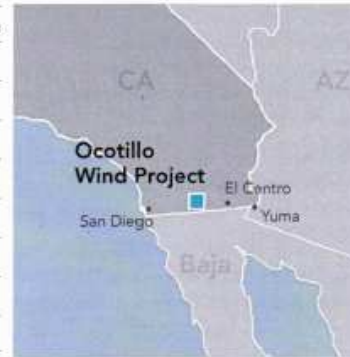 CA
AZ
Ocotillo
Wind Project
El Centro
San Diego
Yuma
Baja